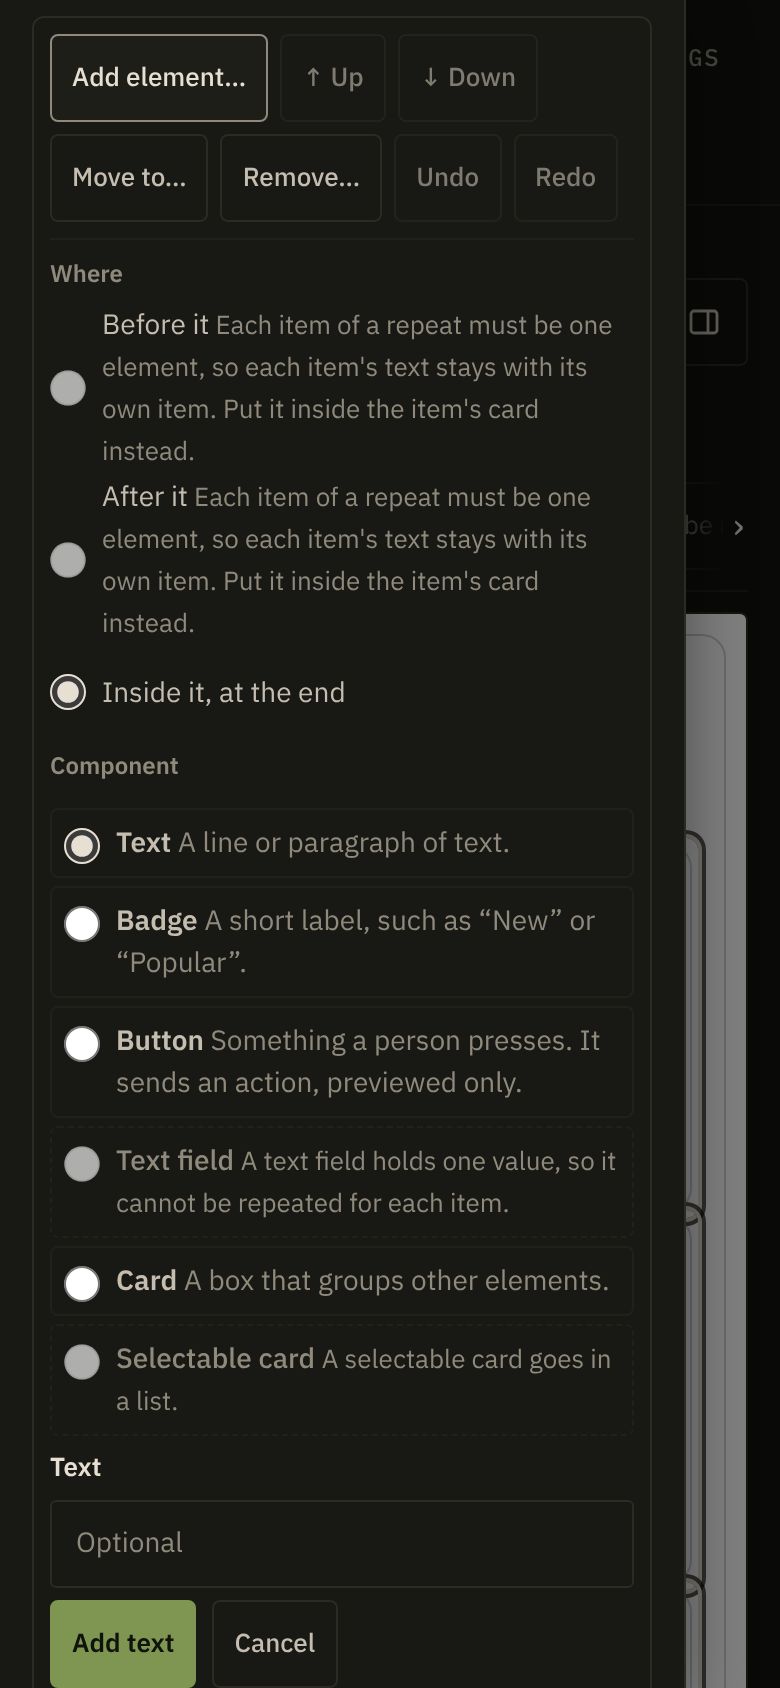 Add element...
↑ Up
↓ Down
GS
Move to...
Remove...
Undo
Redo
Where
Before it Each item of a repeat must be one
element, so each item's text stays with its
own item. Put it inside the item's card
instead.
After it Each item of a repeat must be one
element, so each item's text stays with its
own item. Put it inside the item's card
instead.
be
Inside it, at the end
Component
Text A line or paragraph of text.
Badge A short label, such as “New” or
“Popular”.
Button Something a person presses. It
sends an action, previewed only.
Text field A text field holds one value, so it
cannot be repeated for each item.
Card A box that groups other elements.
Selectable card A selectable card goes in
a list.
Text
Optional
Add text
Cancel